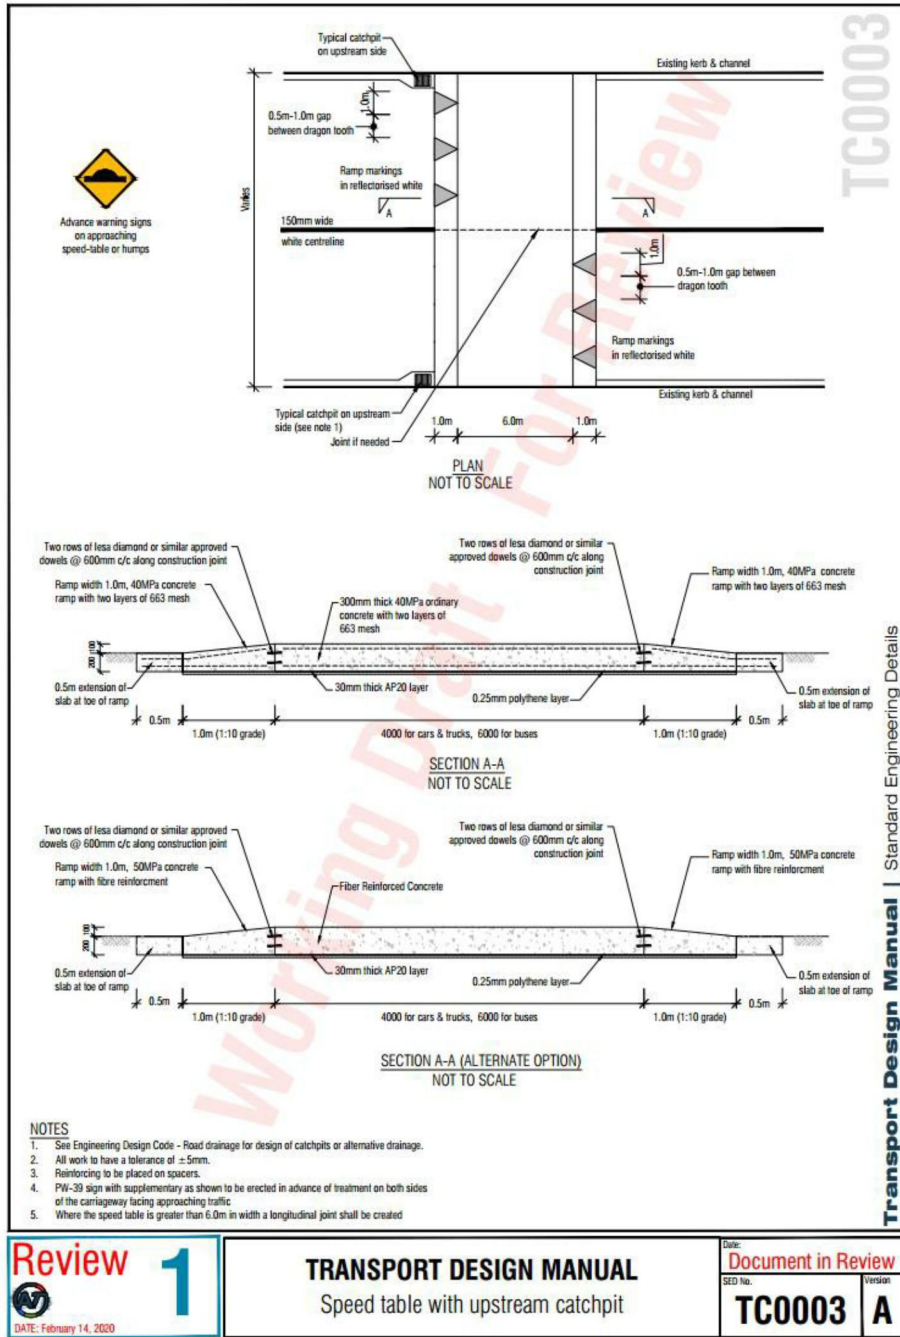 TC0003
Typical catchpit
on upstream side
Existing kerb & channel
1.0m
0.5m-1.0m gap
between dragon tooth
Ramp markings
in reflectorised white
Varies
A
A
Advance warning signs
on approaching
speed-table or humps
150mm wide
white centreline
1.0m
0.5m-1.0m gap between
dragon tooth
Ramp markings
in reflectorised white
Existing kerb & channel
Typical catchpit on upstream
side (see note 1)
Joint if needed
1.0m
6.0m
1.0m
PLAN
NOT TO SCALE
Two rows of lesa diamond or similar approved
dowels @ 600mm c/c along construction joint
Ramp width 1.0m, 40MPa concrete
ramp with two layers of 663 mesh
300mm thick 40MPa ordinary
concrete with two layers of
663 mesh
Two rows of lesa diamond or similar
approved dowels @ 600mm c/c along
construction joint
Ramp width 1.0m, 40MPa concrete
ramp with two layers of 663 mesh
100
200
0.5m extension of
slab at toe of ramp
30mm thick AP20 layer
0.25mm polythene layer
0.5m extension of
slab at toe of ramp
0.5m
1.0m (1:10 grade)
4000 for cars & trucks, 6000 for buses
1.0m (1:10 grade)
0.5m
SECTION A-A
NOT TO SCALE
Two rows of lesa diamond or similar approved
dowels @ 600mm c/c along construction joint
Ramp width 1.0m, 50MPa concrete
ramp with fibre reinforcment
Fiber Reinforced Concrete
Two rows of lesa diamond or similar
approved dowels @ 600mm c/c along
construction joint
Ramp width 1.0m, 50MPa concrete
ramp with fibre reinforcment
100
200
0.5m extension of
slab at toe of ramp
30mm thick AP20 layer
0.25mm polythene layer
0.5m extension of
slab at toe of ramp
0.5m
1.0m (1:10 grade)
4000 for cars & trucks, 6000 for buses
1.0m (1:10 grade)
0.5m
SECTION A-A (ALTERNATE OPTION)
NOT TO SCALE
Working Draft - For Review
Transport Design Manual | Standard Engineering Details
NOTES
1. See Engineering Design Code - Road drainage for design of catchpits or alternative drainage.
2. All work to have a tolerance of ±5mm.
3. Reinforcing to be placed on spacers.
4. PW-39 sign with supplementary as shown to be erected in advance of treatment on both sides
of the carriageway facing approaching traffic
5. Where the speed table is greater than 6.0m in width a longitudinal joint shall be created
Review 1
AT
DATE: February 14, 2020
TRANSPORT DESIGN MANUAL
Speed table with upstream catchpit
Date:
Document in Review
SED No.
TC0003
Version
A